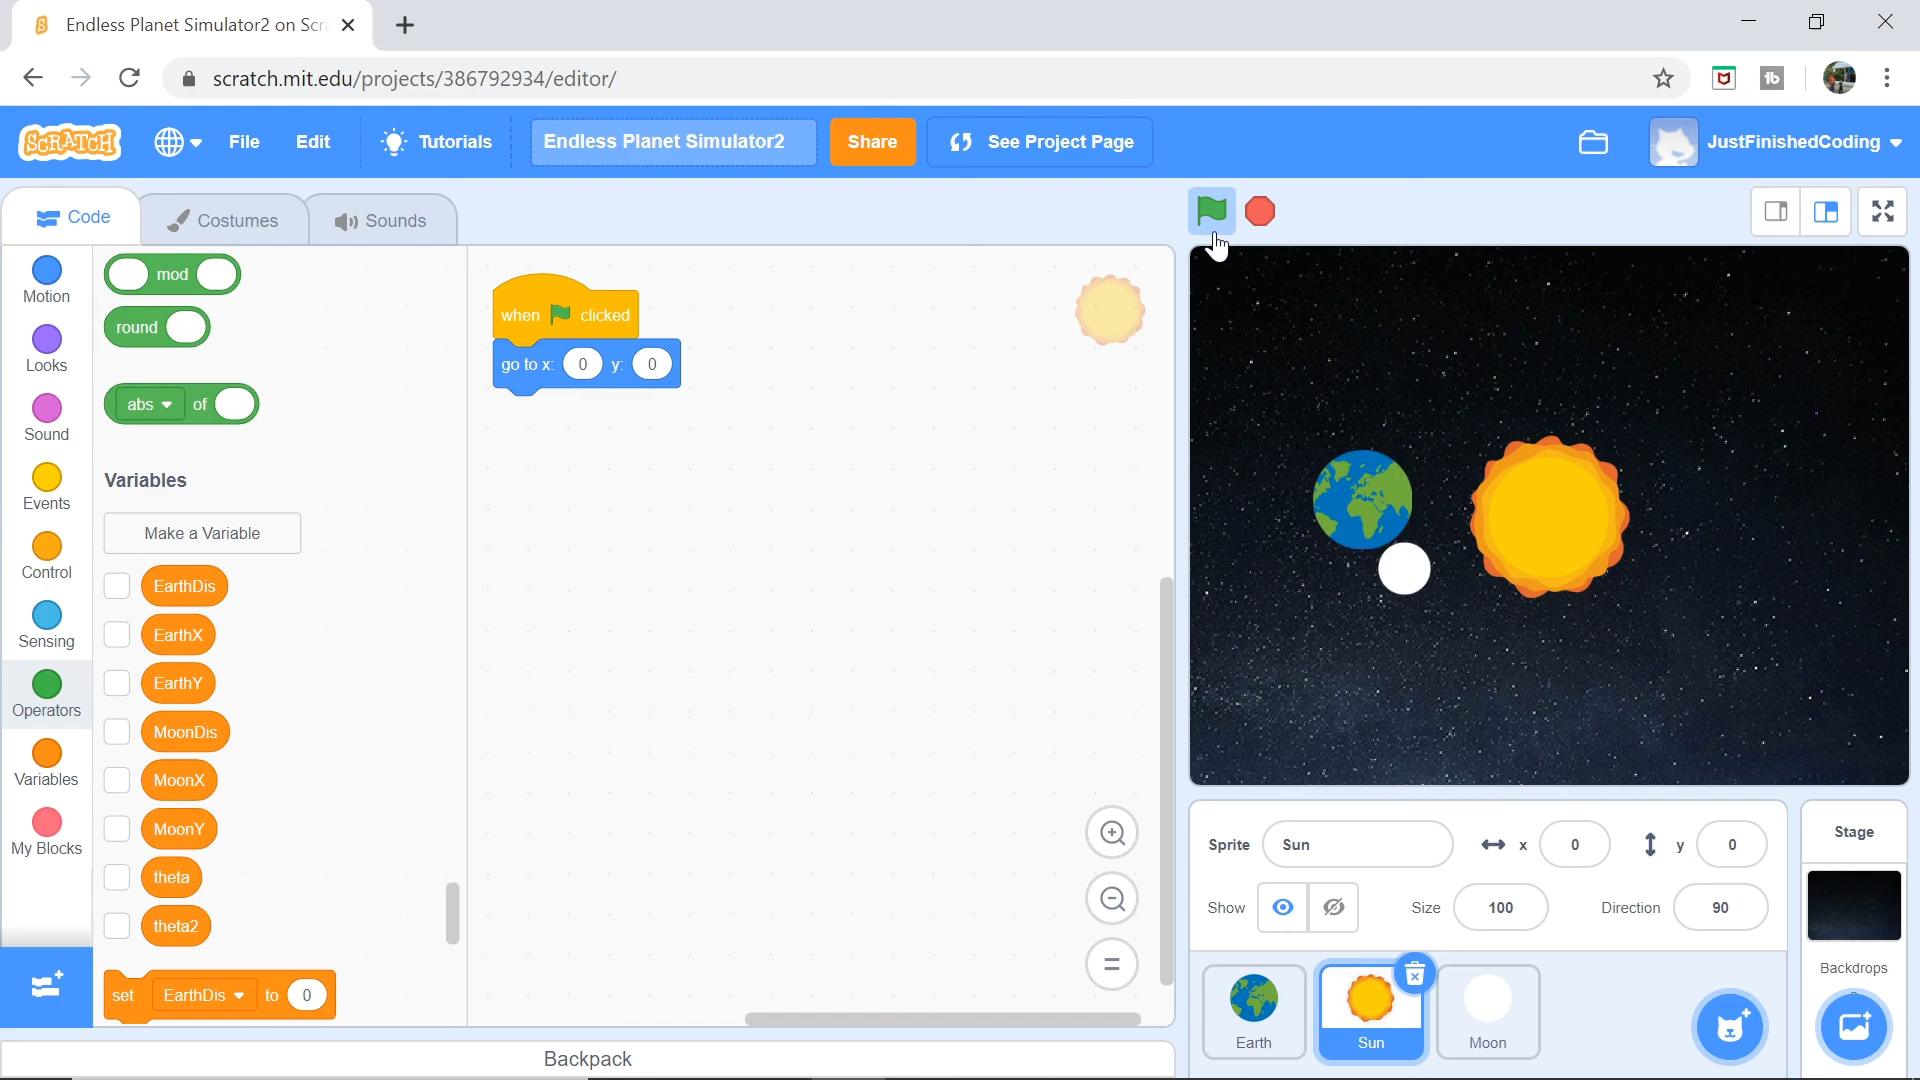 Endless Planet Simulator2 on Scr
scratch.mit.edu/projects/386792934/editor/
SCRATCH
File
Edit
Tutorials
Endless Planet Simulator2
Share
See Project Page
JustFinishedCoding
Code
Costumes
Sounds
Motion
Looks
Sound
Events
Control
Sensing
Operators
Variables
My Blocks
mod
round
abs of
Variables
Make a Variable
EarthDis
EarthX
EarthY
MoonDis
MoonX
MoonY
theta
theta2
set EarthDis to 0
when clicked
go to x: 0 y: 0
Backpack
Sprite Sun x 0 y 0
Show Size 100 Direction 90
Earth
Sun
Moon
Stage
Backdrops